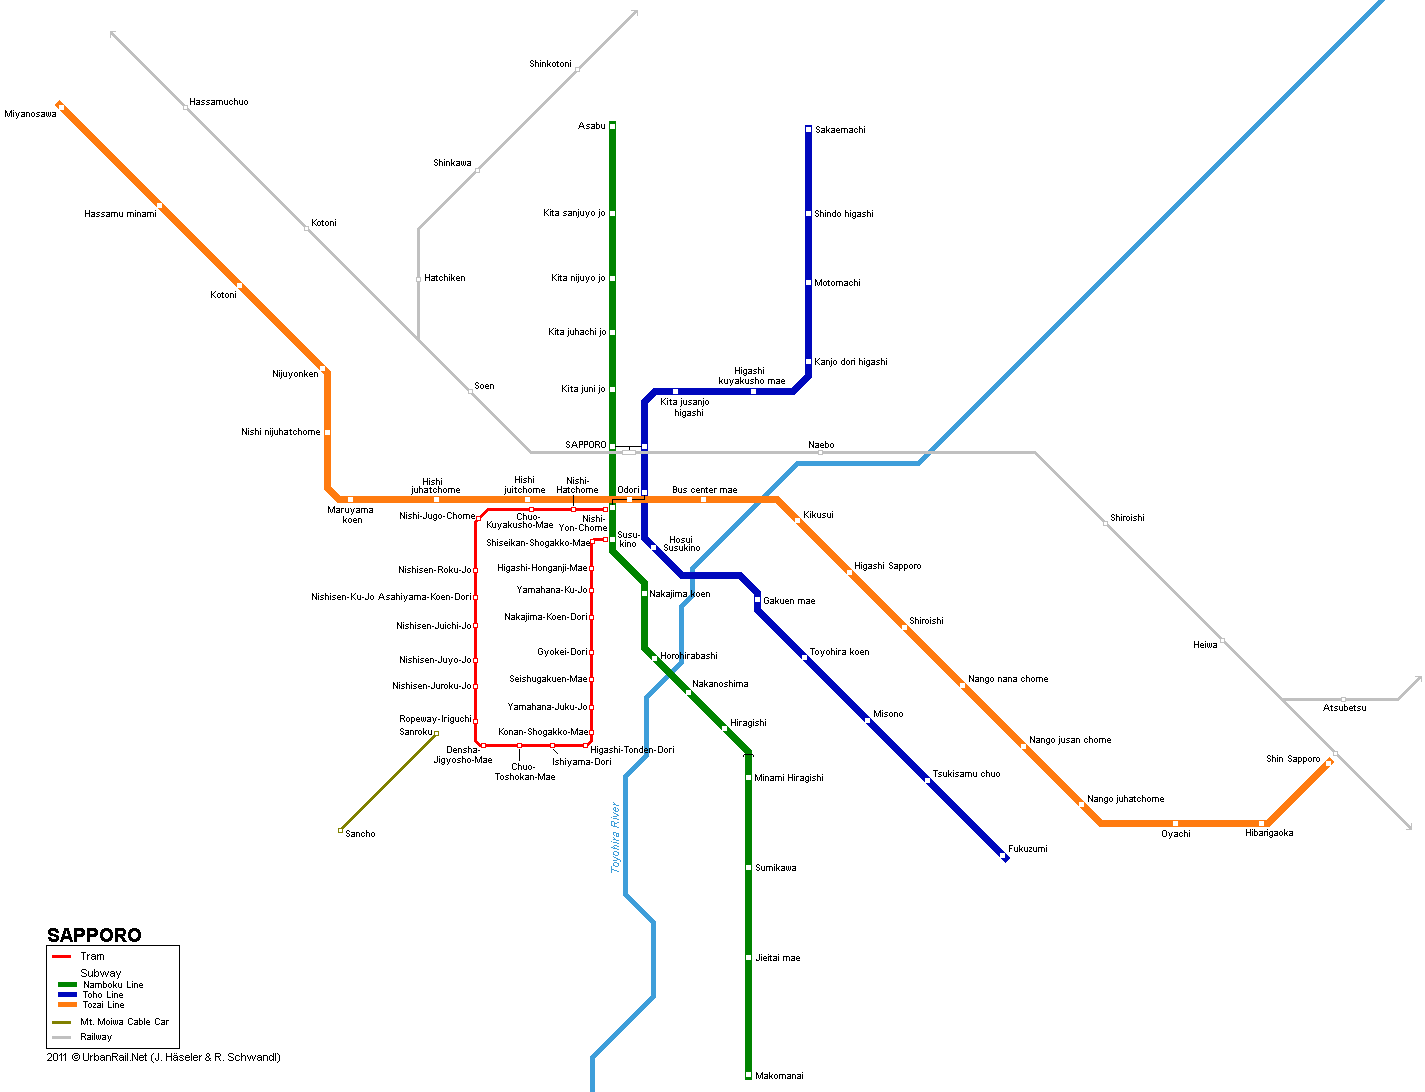 Shinkotoni
Hassamuchuo
Miyanosawa
Asabu
Sakaemachi
Shinkawa
Hassamu minami
Kita sanjuyo jo
Shindo higashi
Kotoni
Hatchiken
Kita nijuyo jo
Motomachi
Kotoni
Kita juhachi jo
Kanjo dori higashi
Nijuyonken
Soen
Kita juni jo
Higashi
kuyakusho mae
Kita jusanjo
higashi
Nishi nijuhatchome
SAPPORO
Naebo
Hishi
juhatchome
Hishi
juitchome
Nishi-
Hatchome
Odori
Bus center mae
Maruyama
koen
Nishi-Jugo-Chome
Chuo-
Kuyakusho-Mae
Nishi-
Yon-Chome
Kikusui
Shiroishi
Susu-
kino
Hosui
Susukino
Shiseikan-Shogakko-Mae
Nishisen-Roku-Jo
Higashi-Honganji-Mae
Higashi Sapporo
Nishisen-Ku-Jo Asahiyama-Koen-Dori
Yamahana-Ku-Jo
Nakajima koen
Gakuen mae
Nishisen-Juichi-Jo
Nakajima-Koen-Dori
Shiroishi
Heiwa
Nishisen-Juyo-Jo
Gyokei-Dori
Horohirabashi
Toyohira koen
Nishisen-Juroku-Jo
Seishugakuen-Mae
Nakanoshima
Nango nana chome
Ropeway-Iriguchi
Yamahana-Juku-Jo
Misono
Atsubetsu
Sanroku
Konan-Shogakko-Mae
Hiragishi
Nango jusan chome
Densha-
Jigyosho-Mae
Chuo-
Toshokan-Mae
Ishiyama-Dori
Higashi-Tonden-Dori
Shin Sapporo
Minami Hiragishi
Tsukisamu chuo
Nango juhatchome
Sancho
Toyohira River
Oyachi
Hibarigaoka
Fukuzumi
Sumikawa
Jieitai mae
Makomanai
SAPPORO
Tram
Subway
Namboku Line
Toho Line
Tozai Line
Mt. Moiwa Cable Car
Railway
2011 © UrbanRail.Net (J. Häseler & R. Schwandl)